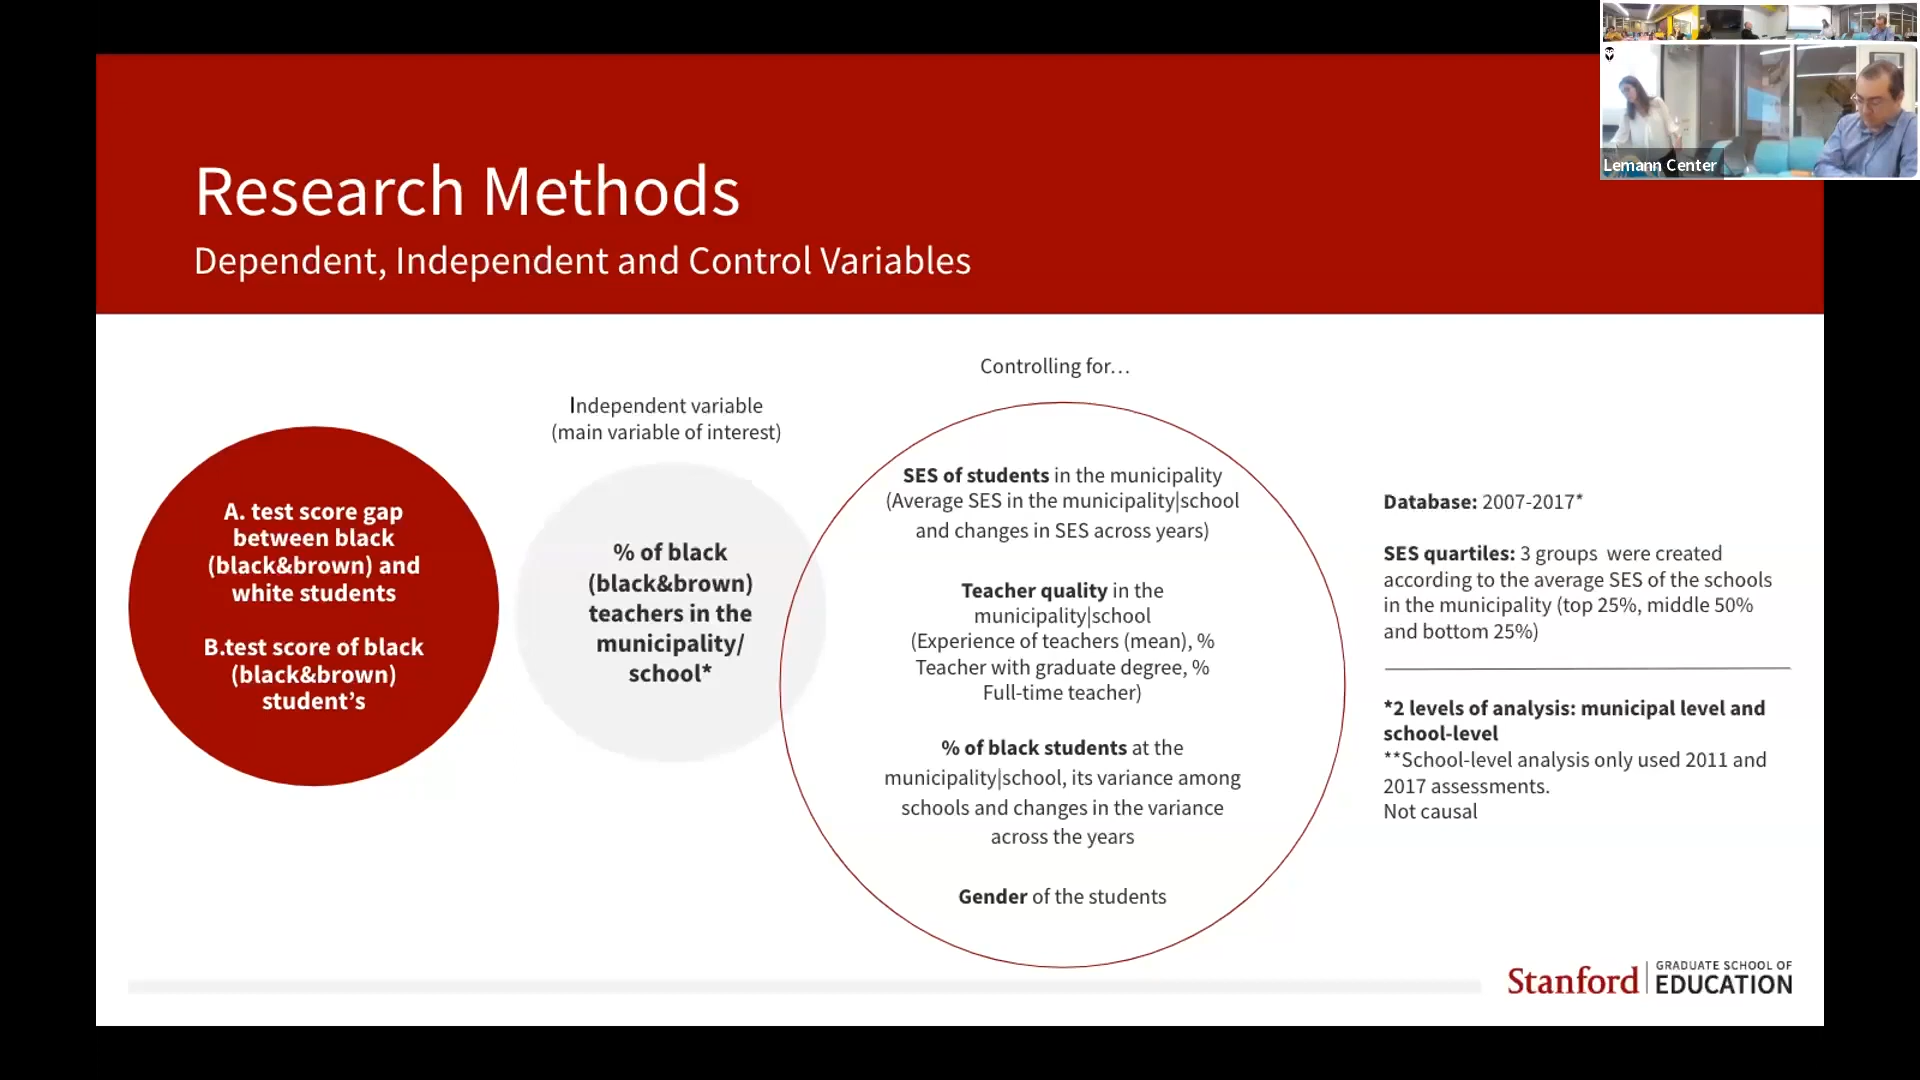 Lemann Center
Research Methods
Dependent, Independent and Control Variables
A. test score gap
between black
(black&brown) and
white students
B.test score of black
(black&brown)
student’s
Independent variable
(main variable of interest)
% of black
(black&brown)
teachers in the
municipality/
school*
Controlling for…
SES of students in the municipality
(Average SES in the municipality|school
and changes in SES across years)
Teacher quality in the
municipality|school
(Experience of teachers (mean), %
Teacher with graduate degree, %
Full-time teacher)
% of black students at the
municipality|school, its variance among
schools and changes in the variance
across the years
Gender of the students
Database: 2007-2017*
SES quartiles: 3 groups were created
according to the average SES of the schools
in the municipality (top 25%, middle 50%
and bottom 25%)
*2 levels of analysis: municipal level and
school-level
**School-level analysis only used 2011 and
2017 assessments.
Not causal
Stanford
GRADUATE SCHOOL OF
EDUCATION